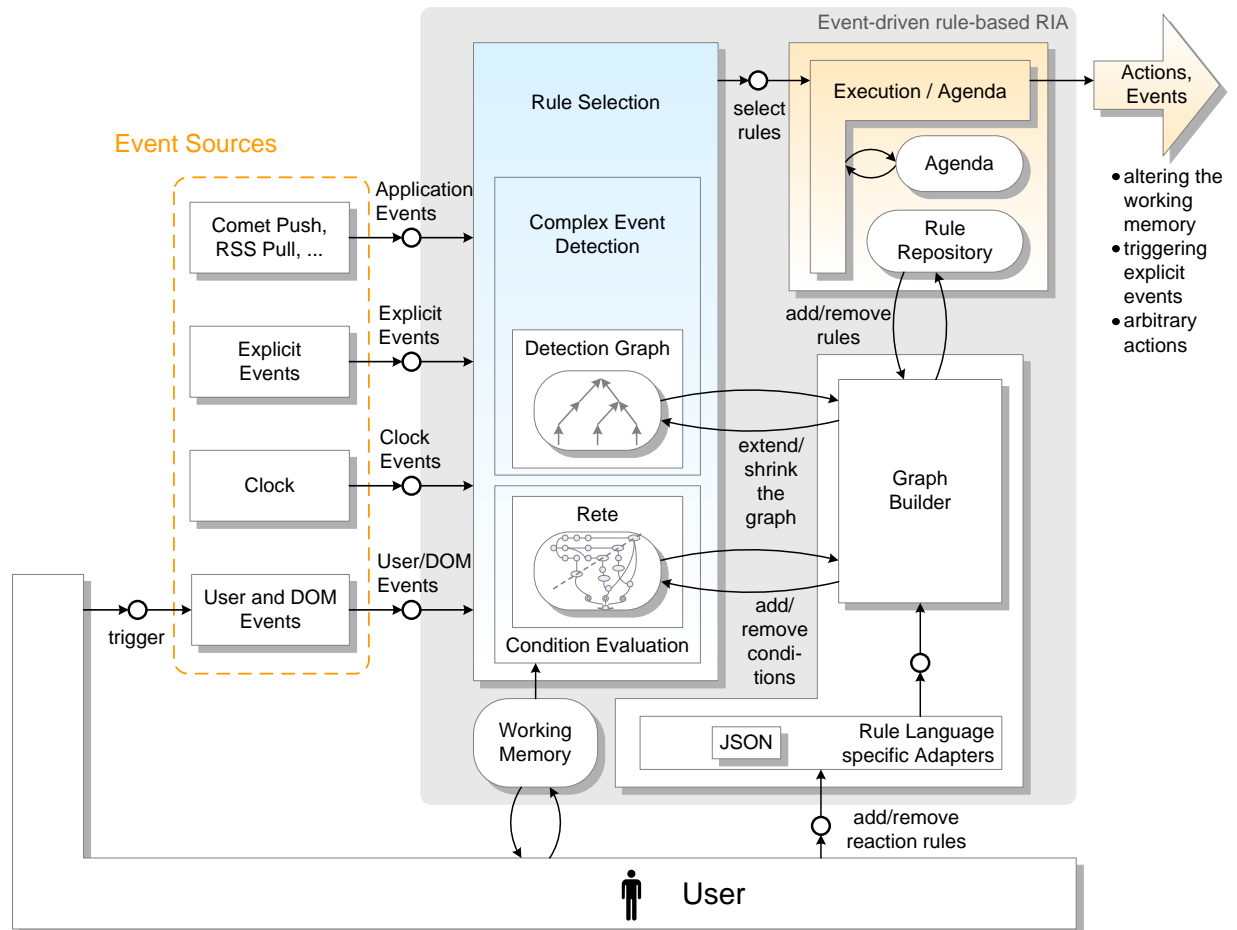 Event-driven rule-based RIA
Rule Selection
select
rules
Execution / Agenda
Actions,
Events
Event Sources
Agenda
Application
Events
Comet Push,
RSS Pull, ...
Complex Event
Detection
Rule
Repository
• altering the
working
memory
• triggering
explicit
events
• arbitrary
actions
Explicit
Events
Explicit
Events
add/remove
rules
Detection Graph
Clock
Events
Clock
extend/
shrink
the
graph
Graph
Builder
Rete
User/DOM
Events
User and DOM
Events
trigger
Condition Evaluation
add/
remove
condi-
tions
Working
Memory
JSON
Rule Language
specific Adapters
add/remove
reaction rules
User